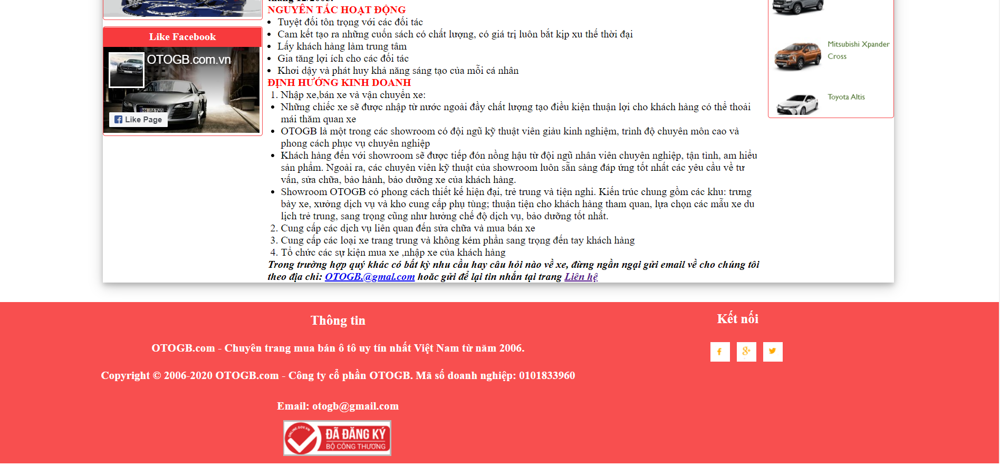 tháng 12/2005.
NGUYÊN TẮC HOẠT ĐỘNG
Tuyệt đối tôn trọng với các đối tác
Cam kết tạo ra những cuốn sách có chất lượng, có giá trị luôn bắt kịp xu thế thời đại
Lấy khách hàng làm trung tâm
Gia tăng lợi ích cho các đối tác
Khơi dậy và phát huy khả năng sáng tạo của mỗi cá nhân
ĐỊNH HƯỚNG KINH DOANH
1. Nhập xe,bán xe và vận chuyển xe:
Những chiếc xe sẽ được nhập từ nước ngoài đầy chất lượng tạo điều kiện thuận lợi cho khách hàng có thể thoải
mái thăm quan xe
OTOGB là một trong các showroom có đội ngũ kỹ thuật viên giàu kinh nghiệm, trình độ chuyên môn cao và
phong cách phục vụ chuyên nghiệp
Khách hàng đến với showroom sẽ được tiếp đón nồng hậu từ đội ngũ nhân viên chuyên nghiệp, tận tình, am hiểu
sản phẩm. Ngoài ra, các chuyên viên kỹ thuật của showroom luôn sẵn sàng đáp ứng tốt nhất các yêu cầu về tư
vấn, sửa chữa, bảo hành, bảo dưỡng xe của khách hàng.
Showroom OTOGB có phong cách thiết kế hiện đại, trẻ trung và tiện nghi. Kiến trúc chung gồm các khu: trưng
bày xe, xưởng dịch vụ và kho cung cấp phụ tùng; thuận tiện cho khách hàng tham quan, lựa chọn các mẫu xe du
lịch trẻ trung, sang trọng cũng như hưởng chế độ dịch vụ, bảo dưỡng tốt nhất.
2. Cung cấp các dịch vụ liên quan đến sửa chữa và mua bán xe
3. Cung cấp các loại xe trang trung và không kém phần sang trọng đến tay khách hàng
4. Tổ chức các sự kiện mua xe ,nhập xe của khách hàng
Trong trường hợp quý khác có bất kỳ nhu cầu hay câu hỏi nào về xe, đừng ngần ngại gửi email về cho chúng tôi
theo địa chỉ: OTOGB.@gmal.com hoăc gửi để lại tin nhắn tại trang Liên hệ
Like Facebook
OTOGB.com.vn
HH BA740
Like Page
Mitsubishi Xpander
Cross
Toyota Altis
Thông tin
OTOGB.com - Chuyên trang mua bán ô tô uy tín nhất Việt Nam từ năm 2006.
Copyright © 2006-2020 OTOGB.com - Công ty cổ phần OTOGB. Mã số doanh nghiệp: 0101833960
Email: otogb@gmail.com
ONLINE.GOV.VN
ĐÃ ĐĂNG KÝ
BỘ CÔNG THƯƠNG
Kết nối